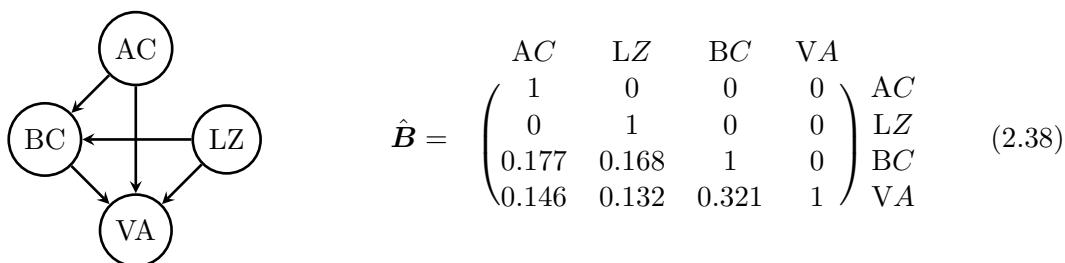 AC
BC
LZ
VA
AC LZ BC VA
B̂ =
1 0 0 0 AC
0 1 0 0 LZ
0.177 0.168 1 0 BC
0.146 0.132 0.321 1 VA
(2.38)